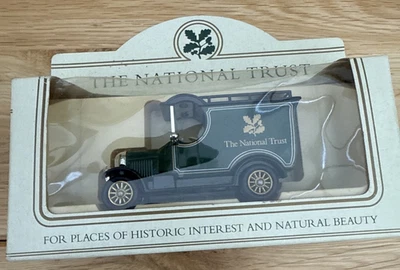 THE NATIONAL TRUST
The National Trust
FOR PLACES OF HISTORIC INTEREST AND NATURAL BEAUTY